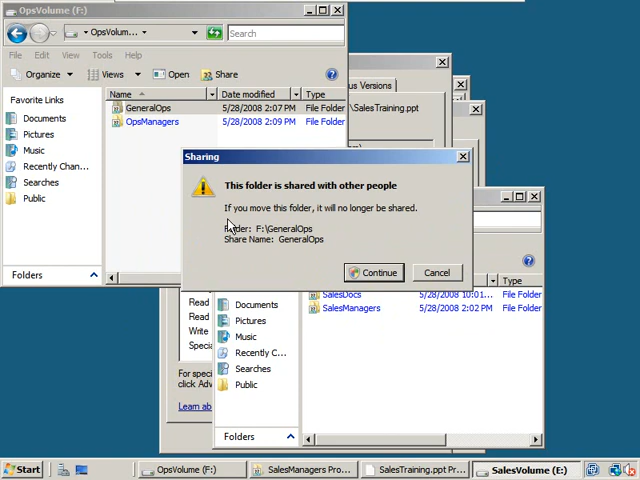 OpsVolume (F:)
OpsVolum...
Search
File Edit View Tools Help
Organize Views Open Share
Favorite Links
Documents
Pictures
Music
Recently Chan...
Searches
Public
Folders
Name Date modified Type
GeneralOps 5/28/2008 2:07 PM File Folder
OpsManagers 5/28/2008 2:09 PM File Folder
us Versions
\SalesTraining.ppt
Sharing
This folder is shared with other people
If you move this folder, it will no longer be shared.
Folder: F:\GeneralOps
Share Name: GeneralOps
Continue Cancel
Type
SalesDocs 5/28/2008 10:01... File Folder
SalesManagers 5/28/2008 2:02 PM File Folder
Read
Read
Write
Specia
For speci
click Adv
Learn ab
Documents
Pictures
Music
Recently C...
Searches
Public
Folders
Start
OpsVolume (F:)
SalesManagers Pro...
SalesTraining.ppt Pr...
SalesVolume (E:)